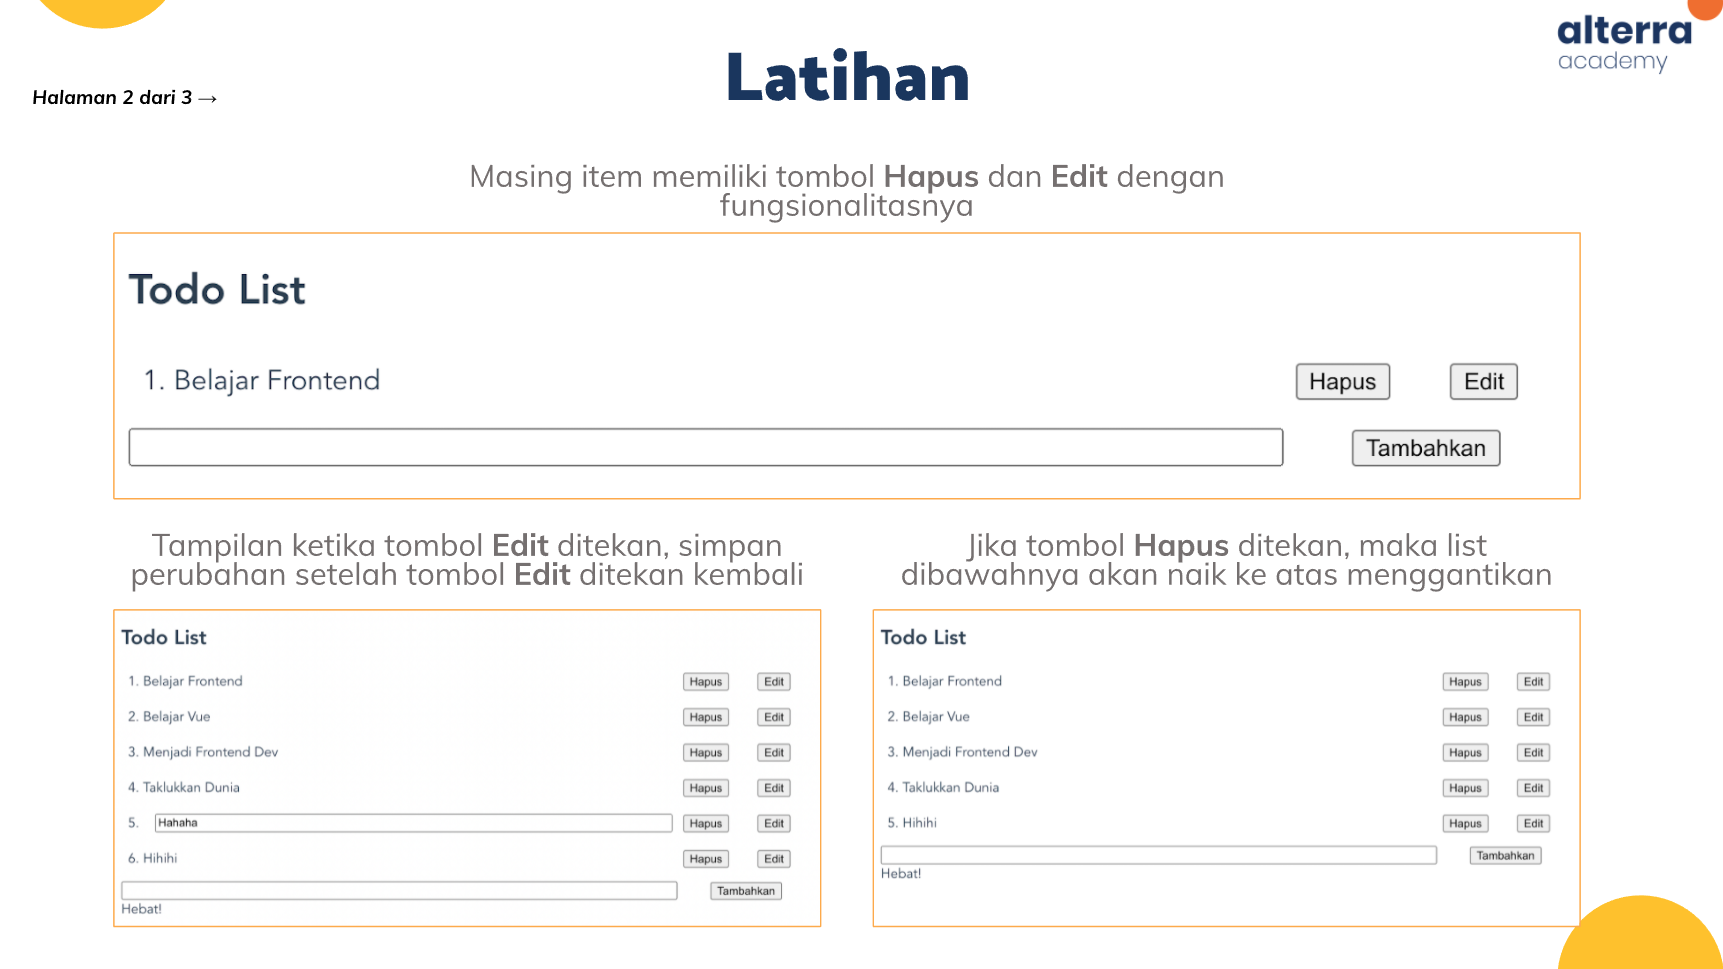 alterra
academy
Latihan
Halaman 2 dari 3 →
Masing item memiliki tombol Hapus dan Edit dengan
fungsionalitasnya
Todo List
1. Belajar Frontend Hapus Edit
Tambahkan
Tampilan ketika tombol Edit ditekan, simpan
perubahan setelah tombol Edit ditekan kembali
Todo List
1. Belajar Frontend Hapus Edit
2. Belajar Vue Hapus Edit
3. Menjadi Frontend Dev Hapus Edit
4. Taklukkan Dunia Hapus Edit
5. Hahaha Hapus Edit
6. Hihihi Hapus Edit
Tambahkan
Hebat!
Jika tombol Hapus ditekan, maka list
dibawahnya akan naik ke atas menggantikan
Todo List
1. Belajar Frontend Hapus Edit
2. Belajar Vue Hapus Edit
3. Menjadi Frontend Dev Hapus Edit
4. Taklukkan Dunia Hapus Edit
5. Hihihi Hapus Edit
Tambahkan
Hebat!